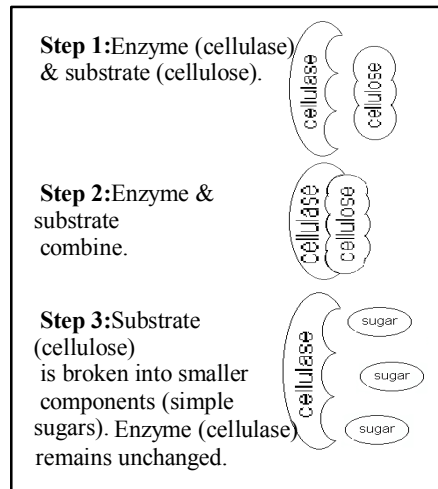 Step 1:Enzyme (cellulase)
& substrate (cellulose).
cellulase
cellulose
Step 2:Enzyme &
substrate
combine.
cellulase
cellulose
Step 3:Substrate
(cellulose)
is broken into smaller
components (simple
sugars). Enzyme (cellulase)
remains unchanged.
cellulase
sugar
sugar
sugar